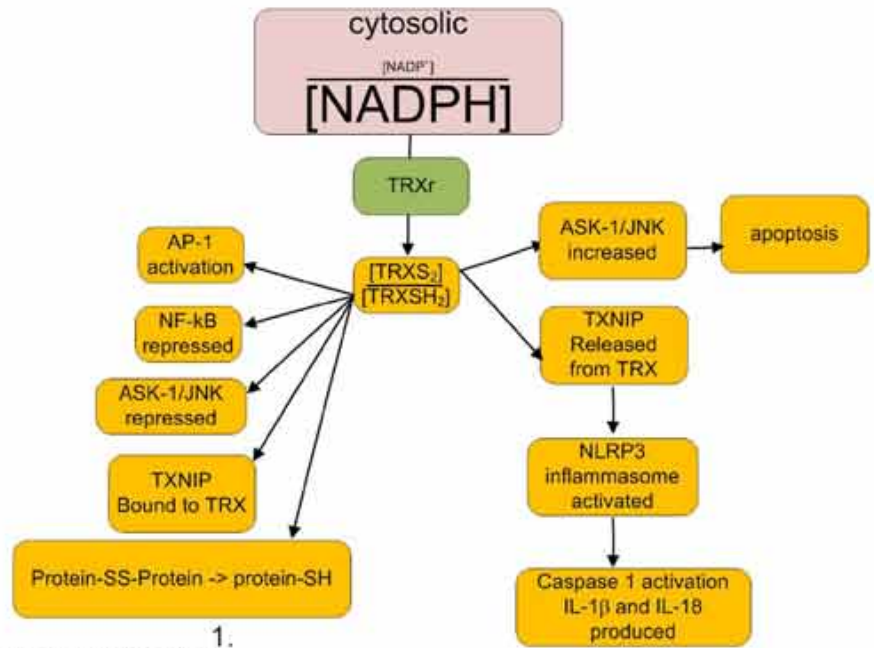 cytosolic
[NADP⁺]
[NADPH]
TRXr
AP-1
activation
[TRXS₂]
[TRXSH₂]
ASK-1/JNK
increased
apoptosis
NF-kB
repressed
TXNIP
Released
from TRX
ASK-1/JNK
repressed
TXNIP
Bound to TRX
NLRP3
inflammasome
activated
Protein-SS-Protein -> protein-SH
Caspase 1 activation
IL-1β and IL-18
produced
1.